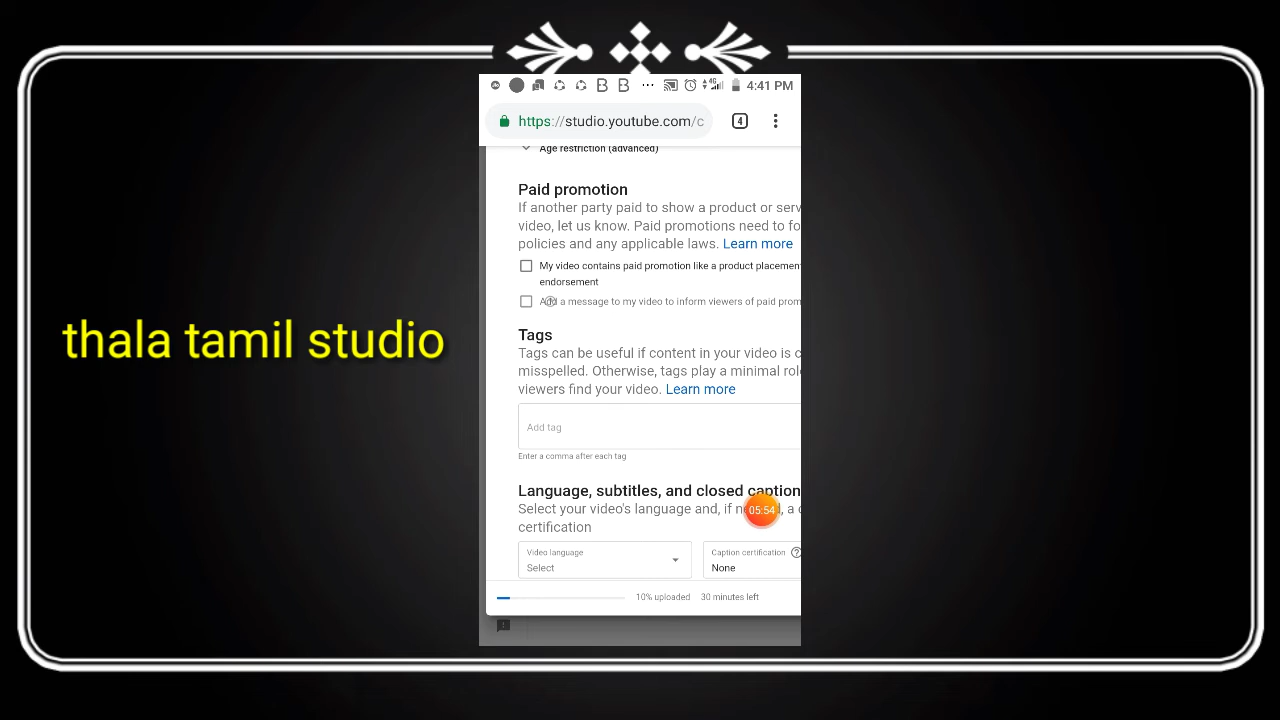 4G 4:41 PM
https://studio.youtube.com/c 4
Age restriction (advanced)
Paid promotion
If another party paid to show a product or serv
video, let us know. Paid promotions need to fo
policies and any applicable laws. Learn more
My video contains paid promotion like a product placement
endorsement
Add a message to my video to inform viewers of paid prom
thala tamil studio
Tags
Tags can be useful if content in your video is c
misspelled. Otherwise, tags play a minimal rol
viewers find your video. Learn more
Add tag
Enter a comma after each tag
Language, subtitles, and closed caption
Select your video's language and, if n 05:54 , a c
certification
Video language Caption certification
Select None
10% uploaded 30 minutes left